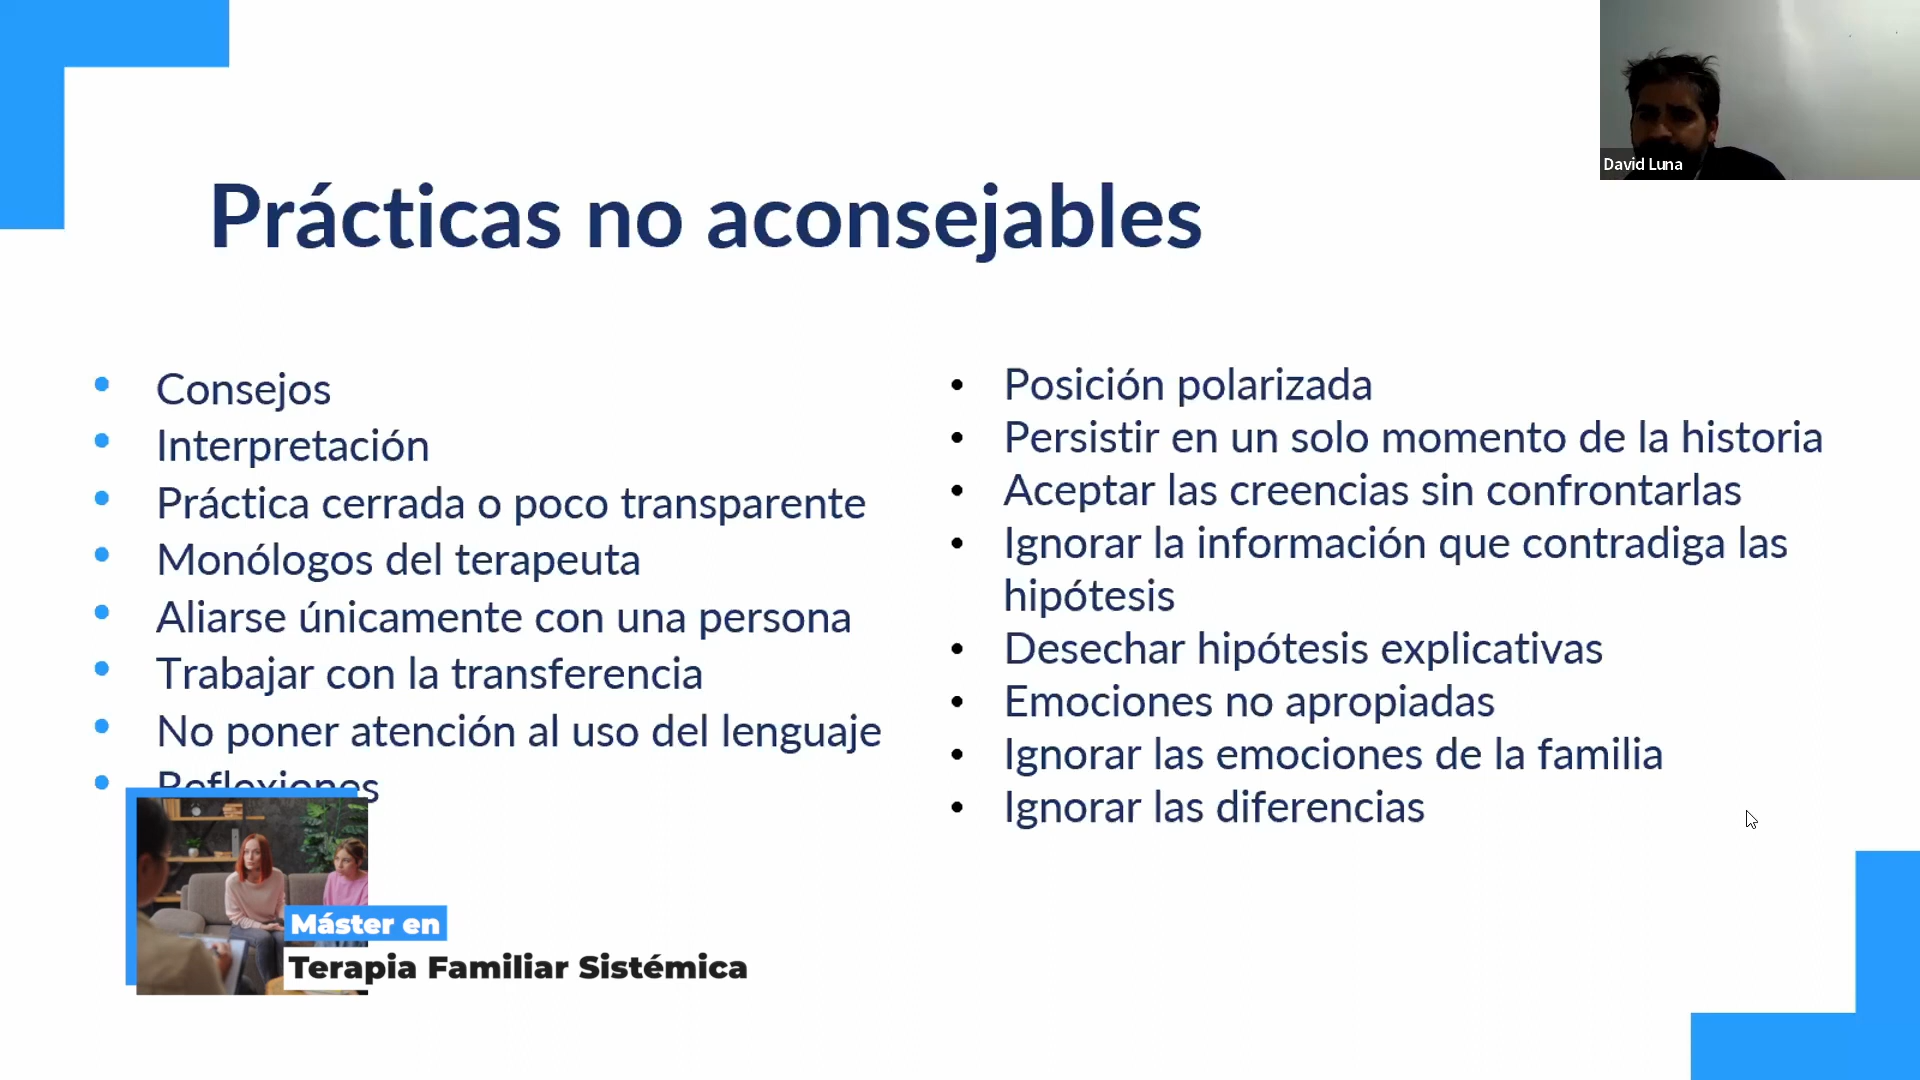 David Luna
Prácticas no aconsejables
Consejos
Interpretación
Práctica cerrada o poco transparente
Monólogos del terapeuta
Aliarse únicamente con una persona
Trabajar con la transferencia
No poner atención al uso del lenguaje
Reflexiones
Posición polarizada
Persistir en un solo momento de la historia
Aceptar las creencias sin confrontarlas
Ignorar la información que contradiga las
hipótesis
Desechar hipótesis explicativas
Emociones no apropiadas
Ignorar las emociones de la familia
Ignorar las diferencias
Máster en
Terapia Familiar Sistémica